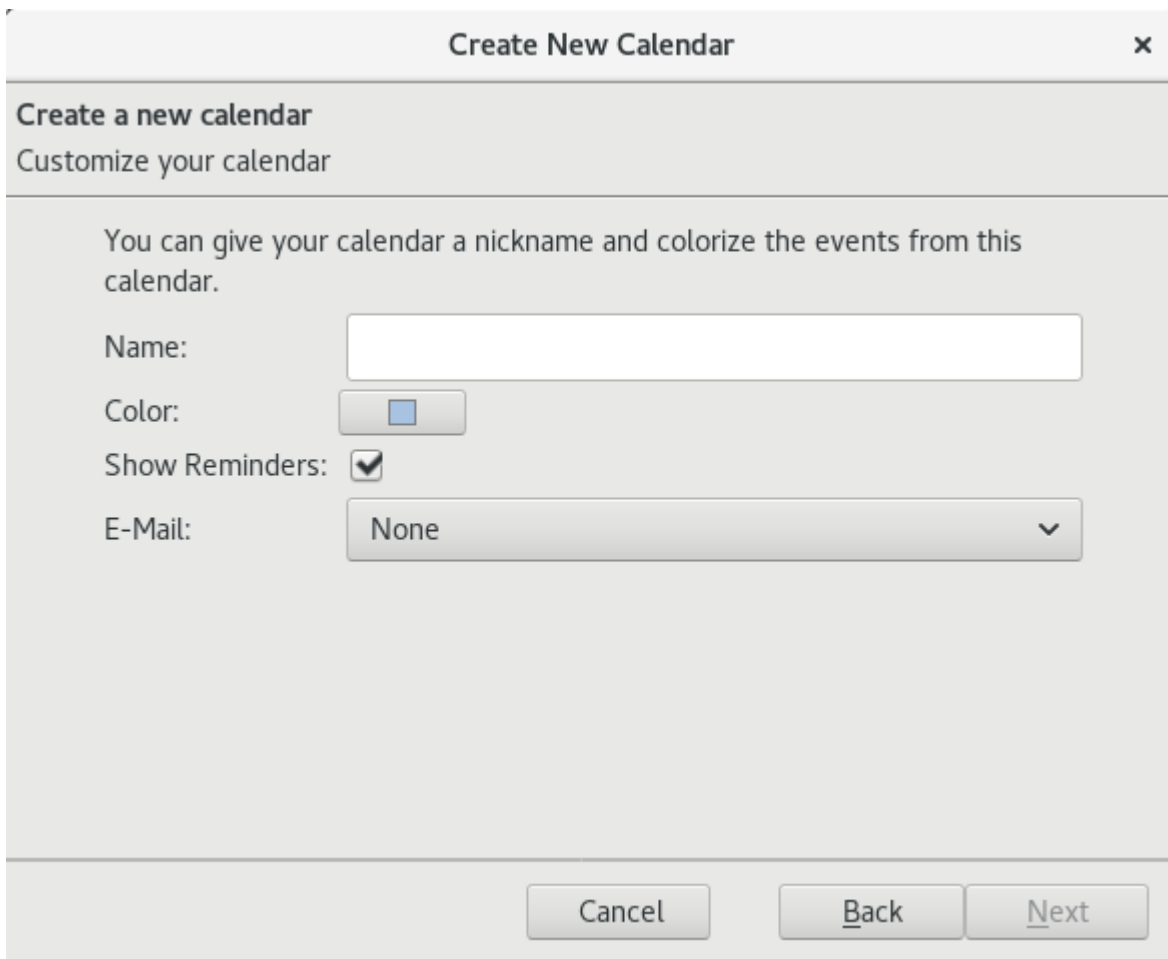 Create New Calendar
Create a new calendar
Customize your calendar
You can give your calendar a nickname and colorize the events from this
calendar.
Name:
Color:
Show Reminders:
E-Mail: None
Cancel Back Next